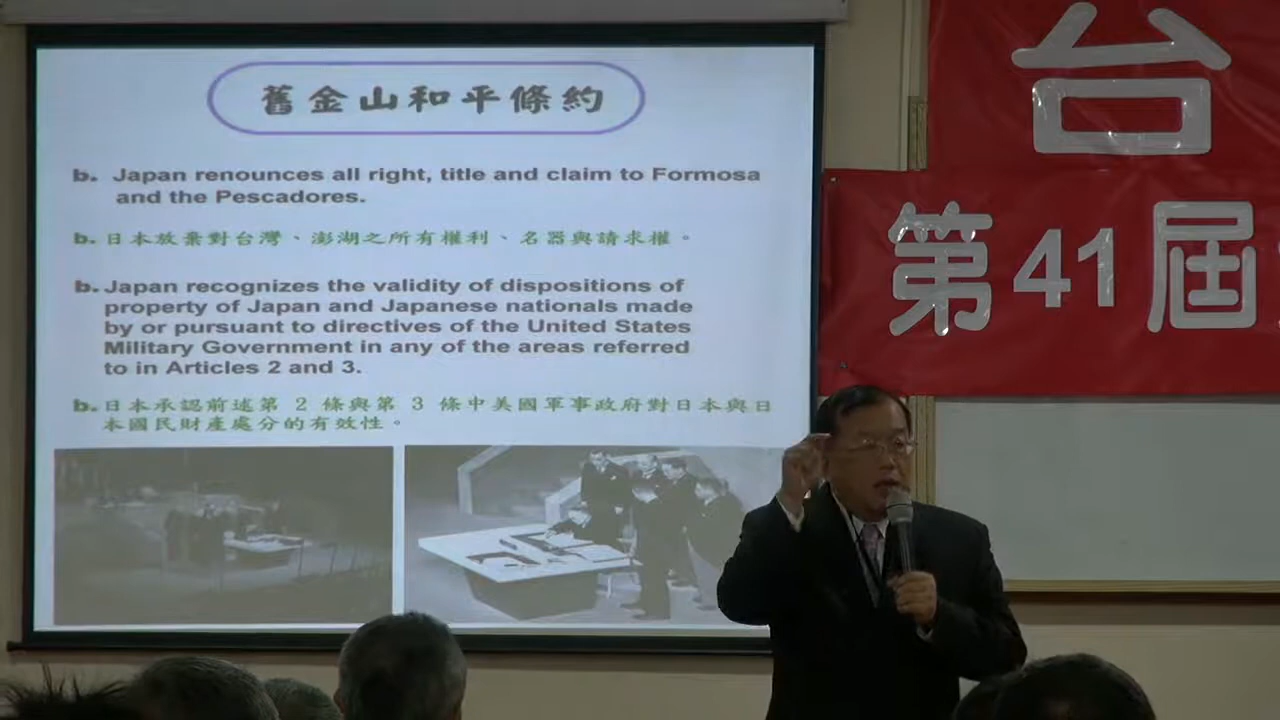 舊金山和平條約
b. Japan renounces all right, title and claim to Formosa
and the Pescadores.
b. 日本放棄對台灣、澎湖之所有權利、名器與請求權。
b. Japan recognizes the validity of dispositions of
property of Japan and Japanese nationals made
by or pursuant to directives of the United States
Military Government in any of the areas referred
to in Articles 2 and 3.
b. 日本承認前述第 2 條與第 3 條中美國軍事政府對日本與日
本國民財產處分的有效性。
台
第41屆